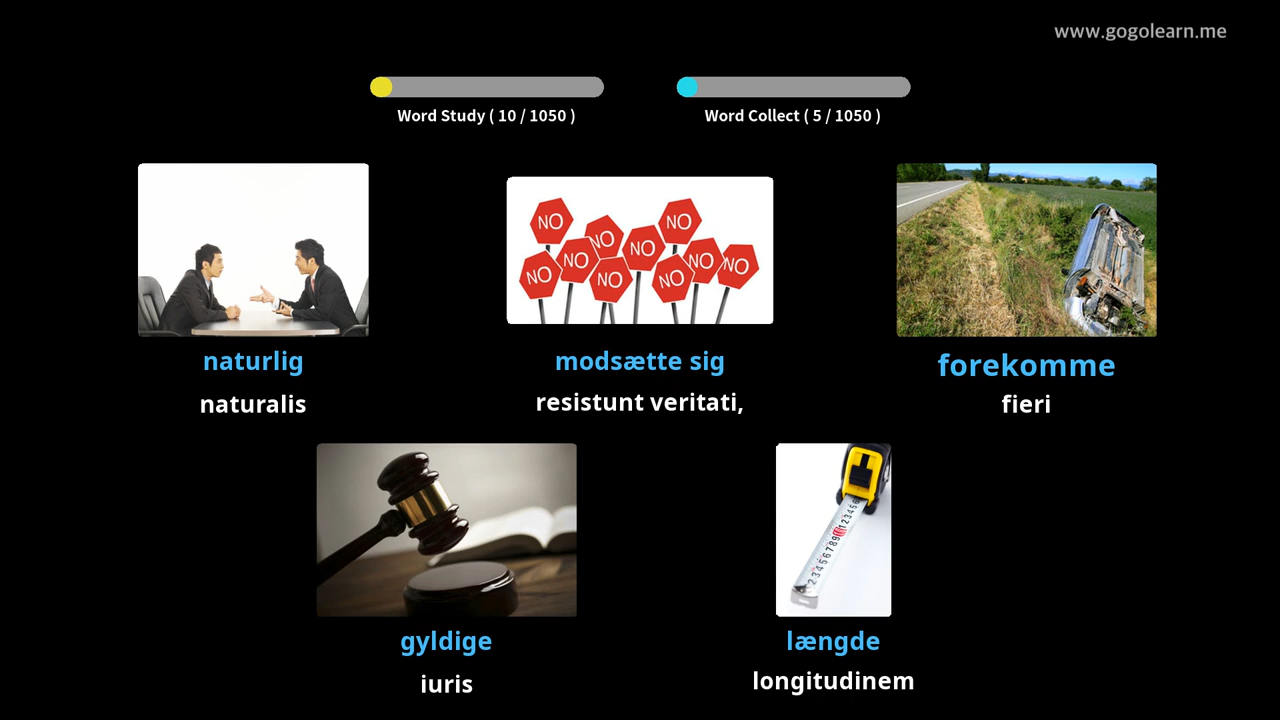 www.gogolearn.me
Word Study ( 10 / 1050 )
Word Collect ( 5 / 1050 )
NO
NO
NO
NO
NO
NO
NO
NO
NO
naturlig
modsætte sig
forekomme
naturalis
resistunt veritati,
fieri
gyldige
længde
iuris
longitudinem